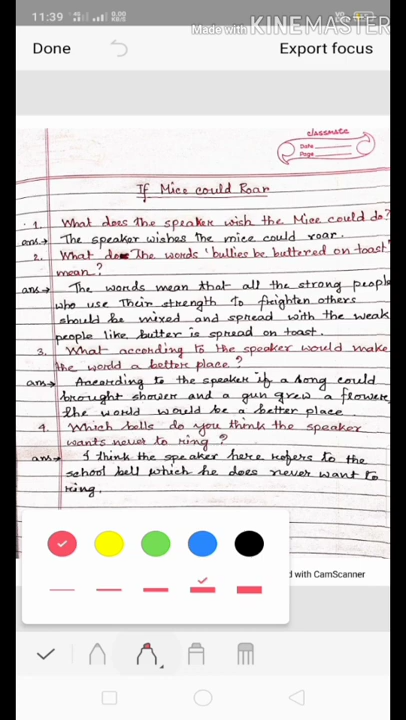 11:39 4G 0.00 KB/S
Made with KINEMASTER
Done Export focus
classmate
Date
Page
If Mice could Roar
1. What does the speaker wish the Mice could do?
ans→ The speaker wishes the mice could roar.
2. What does the words 'bullies be buttered on toast'
mean?
ans→ The words mean that all the strong people
who use their strength to frighten others
should be mixed and spread with the weak
people like butter is spread on toast.
3. What according to the speaker would make
the world a better place?
ans→ According to the speaker if a song could
brought shower and a gun grew a flower,
the world would be a better place.
4. Which bells do you think the speaker
wants never to ring?
ans→ I think the speaker here refers to the
school bell which he does never want to
ring.
d with CamScanner